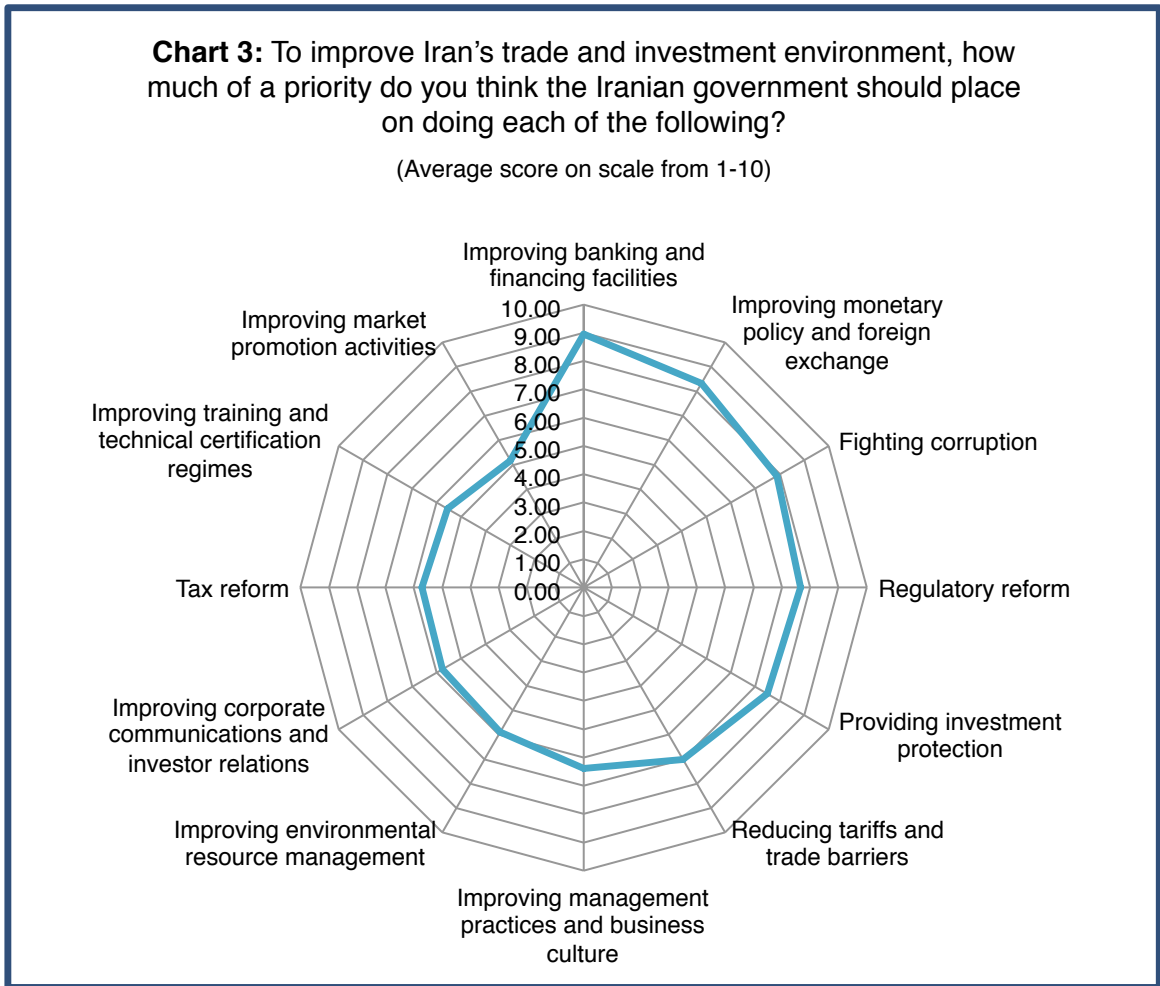 Chart 3: To improve Iran’s trade and investment environment, how
much of a priority do you think the Iranian government should place
on doing each of the following?
(Average score on scale from 1-10)
Improving banking and
financing facilities
Improving monetary
policy and foreign
exchange
Fighting corruption
Regulatory reform
Providing investment
protection
Reducing tariffs and
trade barriers
Improving management
practices and business
culture
Improving environmental
resource management
Improving corporate
communications and
investor relations
Tax reform
Improving training and
technical certification
regimes
Improving market
promotion activities
10.00
9.00
8.00
7.00
6.00
5.00
4.00
3.00
2.00
1.00
0.00